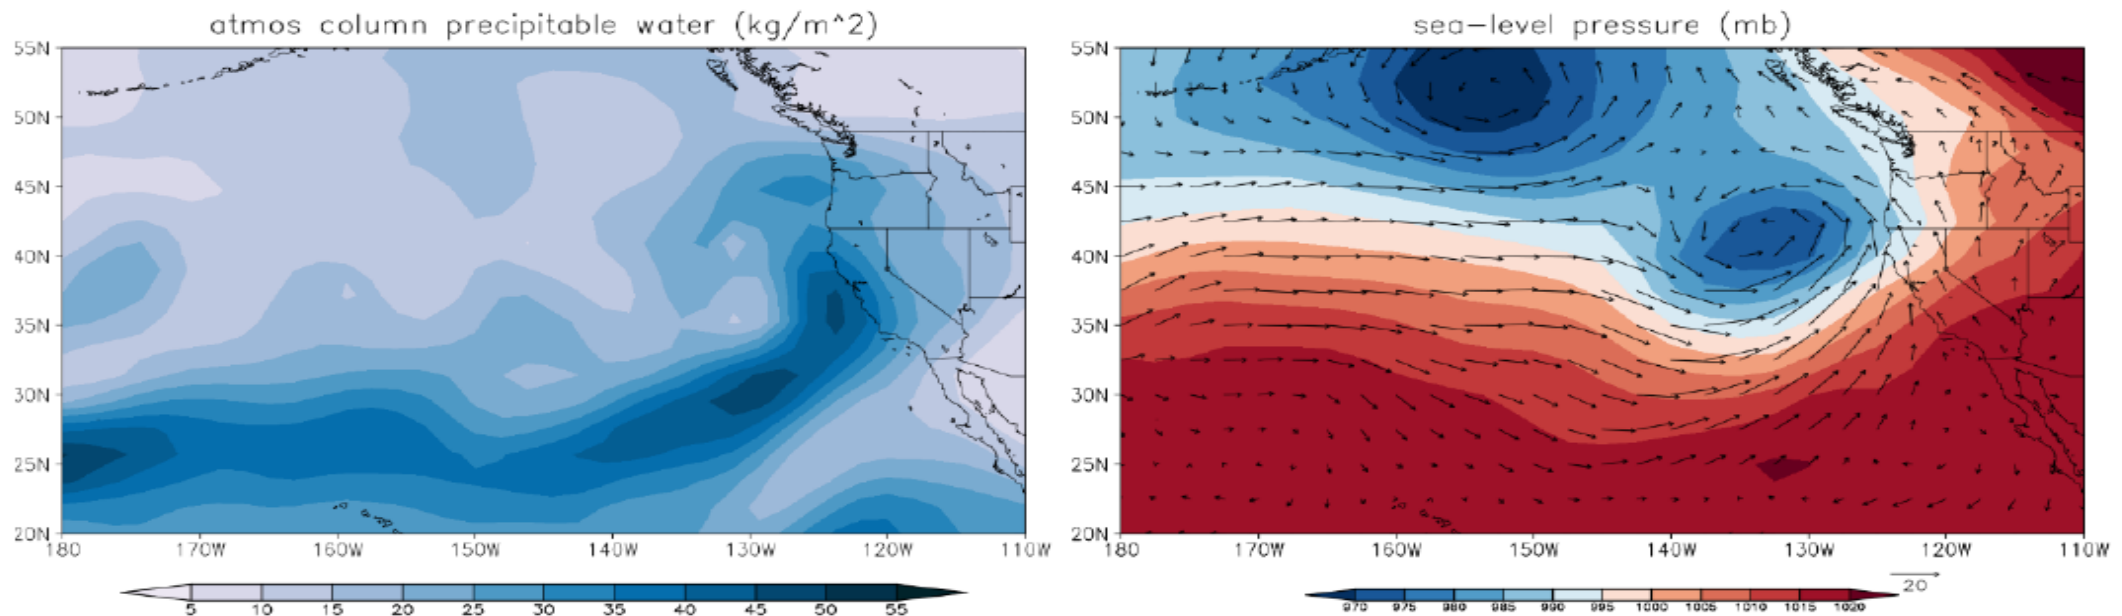 atmos column precipitable water (kg/m^2)
55N
50N
45N
40N
35N
30N
25N
20N
180 170W 160W 150W 140W 130W 120W 110W
5 10 15 20 25 30 35 40 45 50 55
sea-level pressure (mb)
55N
50N
45N
40N
35N
30N
25N
20N
180 170W 160W 150W 140W 130W 120W 110W
20
970 975 980 985 990 995 1000 1005 1010 1015 1020